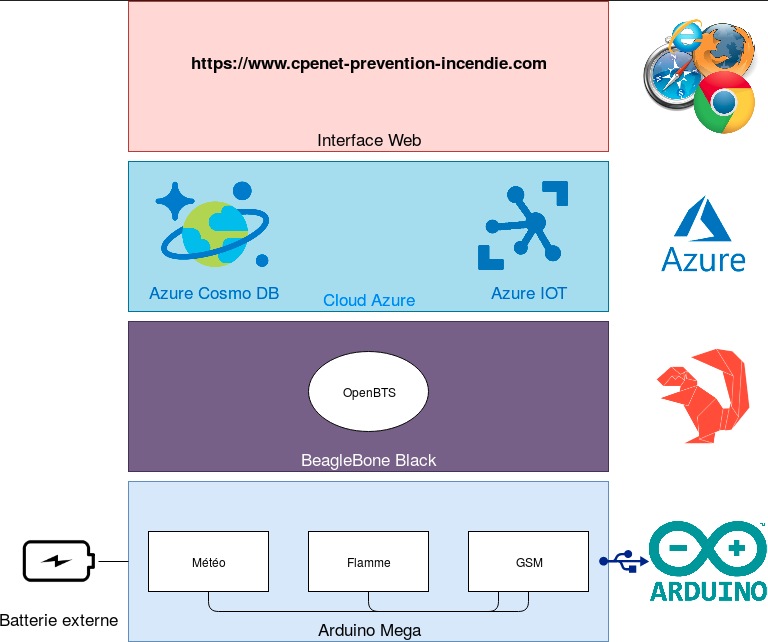 https://www.cpenet-prevention-incendie.com
Interface Web
Azure Cosmo DB
Cloud Azure
Azure IOT
Azure
OpenBTS
BeagleBone Black
Météo
Flamme
GSM
Batterie externe
Arduino Mega
ARDUINO